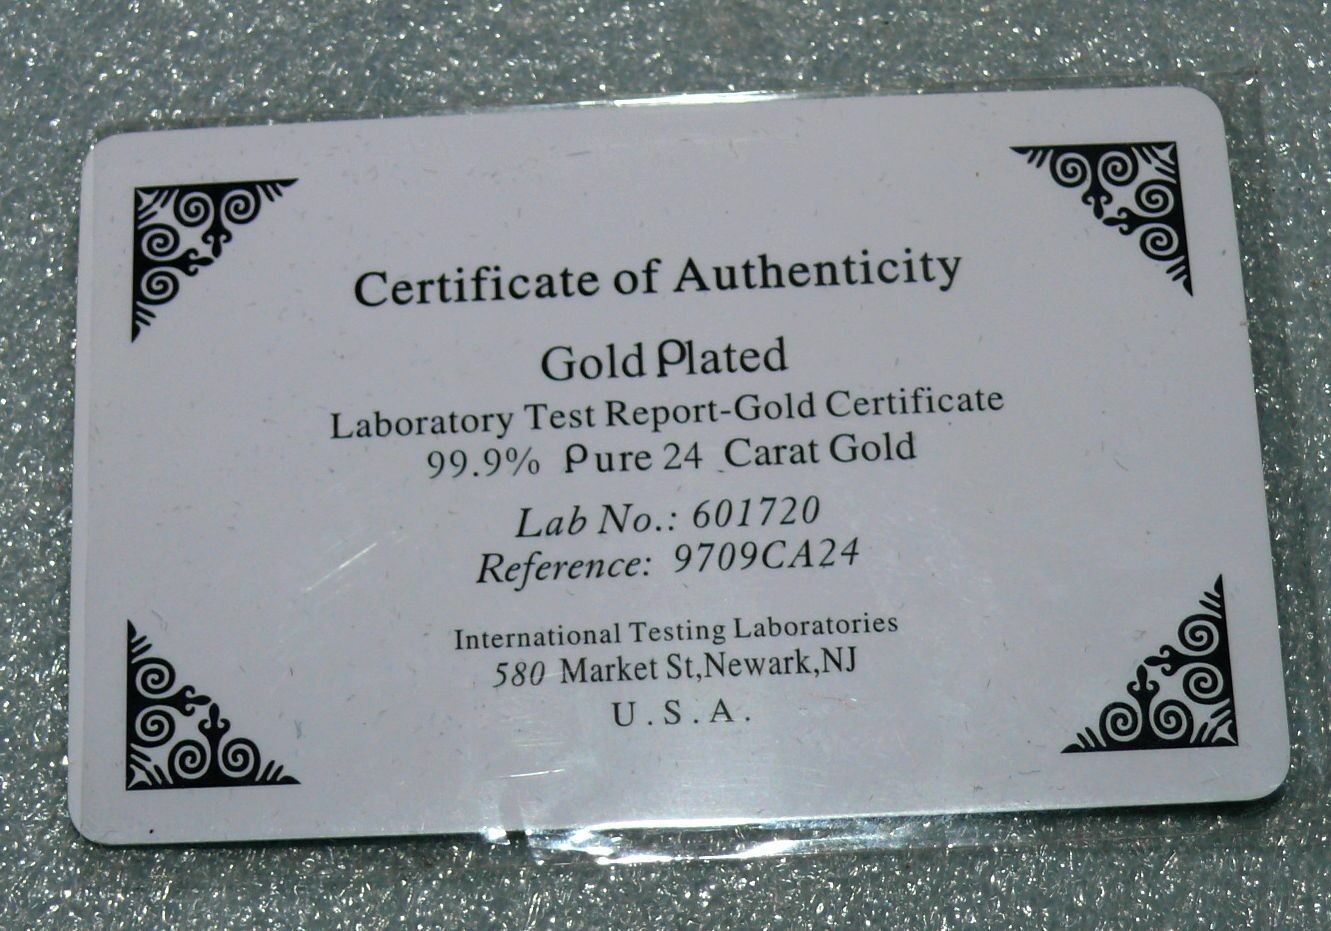 Certificate of Authenticity
Gold Plated
Laboratory Test Report-Gold Certificate
99.9% Pure 24 Carat Gold
Lab No.: 601720
Reference: 9709CA24
International Testing Laboratories
580 Market St,Newark,NJ
U.S.A.